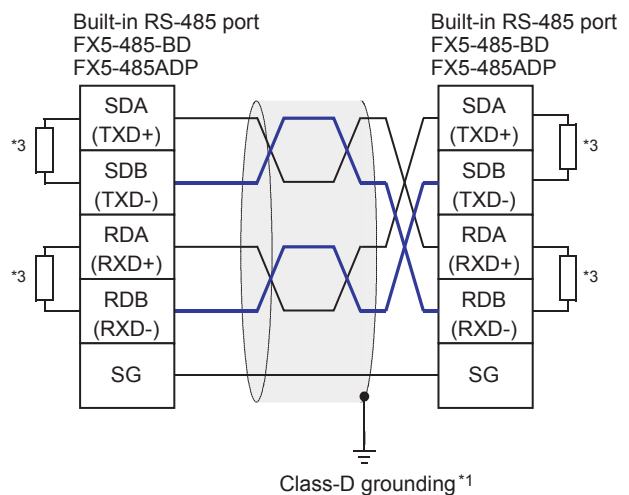 Built-in RS-485 port
FX5-485-BD
FX5-485ADP
Built-in RS-485 port
FX5-485-BD
FX5-485ADP
*3
SDA
(TXD+)
SDB
(TXD-)
*3
RDA
(RXD+)
RDB
(RXD-)
SG
SDA
(TXD+)
*3
SDB
(TXD-)
RDA
(RXD+)
*3
RDB
(RXD-)
SG
Class-D grounding*1